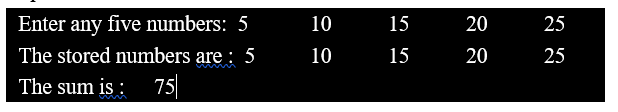 Enter any five numbers: 5 10 15 20 25
The stored numbers are : 5 10 15 20 25
The sum is : 75